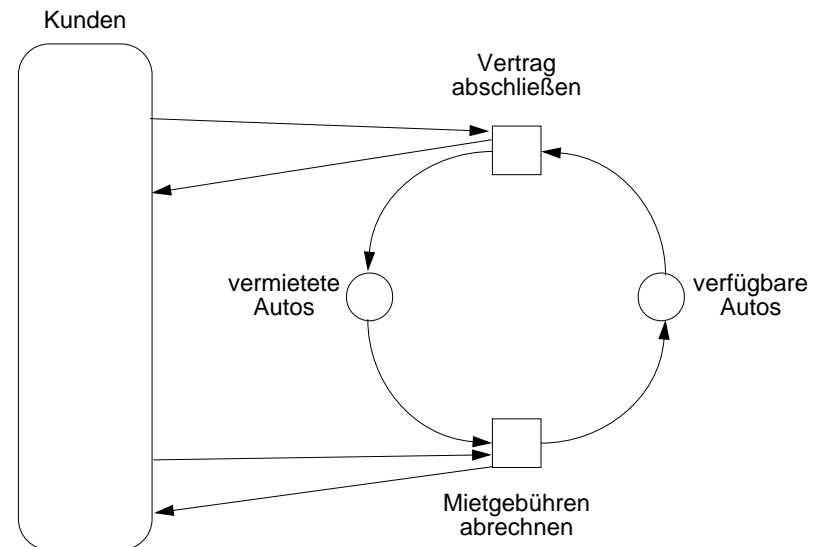 Kunden
Vertrag
abschließen
vermietete
Autos
verfügbare
Autos
Mietgebühren
abrechnen